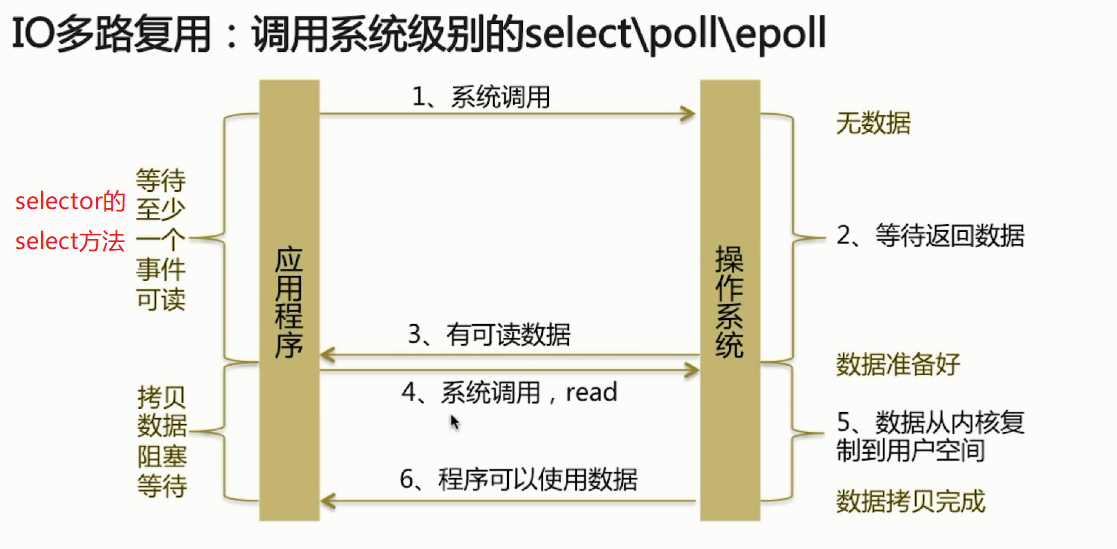 IO多路复用：调用系统级别的select\poll\epoll
1、系统调用
无数据
等待
至少
一个
事件
可读
selector的
select方法
应用程序
操作系统
2、等待返回数据
3、有可读数据
数据准备好
4、系统调用，read
拷贝
数据
阻塞
等待
5、数据从内核复
制到用户空间
6、程序可以使用数据
数据拷贝完成